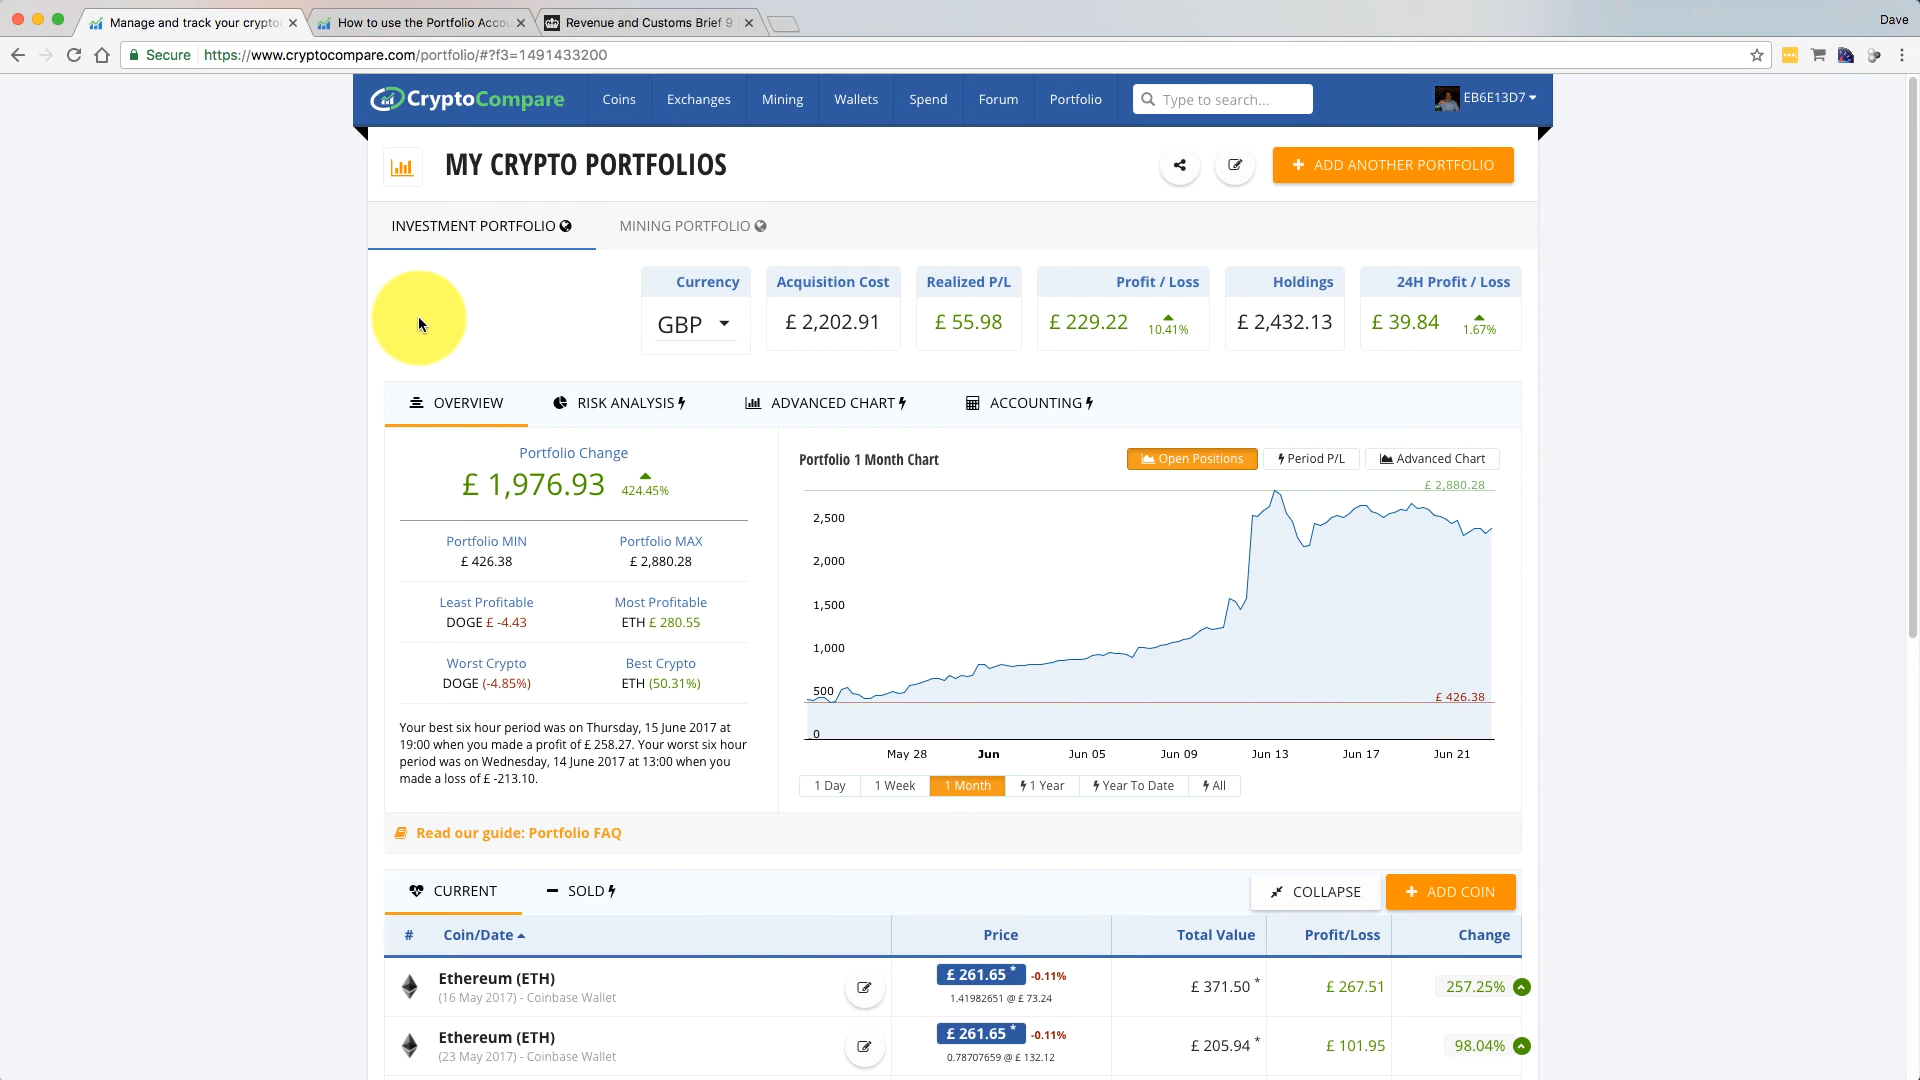 Manage and track your crypto
How to use the Portfolio Acco
Revenue and Customs Brief 9
Dave
Secure https://www.cryptocompare.com/portfolio/#?f3=1491433200
CryptoCompare
Coins
Exchanges
Mining
Wallets
Spend
Forum
Portfolio
Type to search...
EB6E13D7
MY CRYPTO PORTFOLIOS
+ ADD ANOTHER PORTFOLIO
INVESTMENT PORTFOLIO
MINING PORTFOLIO
Currency
GBP
Acquisition Cost
£ 2,202.91
Realized P/L
£ 55.98
Profit / Loss
£ 229.22
10.41%
Holdings
£ 2,432.13
24H Profit / Loss
£ 39.84
1.67%
OVERVIEW
RISK ANALYSIS
ADVANCED CHART
ACCOUNTING
Portfolio Change
£ 1,976.93
424.45%
Portfolio MIN
£ 426.38
Portfolio MAX
£ 2,880.28
Least Profitable
DOGE £ -4.43
Most Profitable
ETH £ 280.55
Worst Crypto
DOGE (-4.85%)
Best Crypto
ETH (50.31%)
Your best six hour period was on Thursday, 15 June 2017 at
19:00 when you made a profit of £ 258.27. Your worst six hour
period was on Wednesday, 14 June 2017 at 13:00 when you
made a loss of £ -213.10.
Portfolio 1 Month Chart
Open Positions
Period P/L
Advanced Chart
£ 2,880.28
2,500
2,000
1,500
1,000
500
£ 426.38
0
May 28
Jun
Jun 05
Jun 09
Jun 13
Jun 17
Jun 21
1 Day
1 Week
1 Month
1 Year
Year To Date
All
Read our guide: Portfolio FAQ
CURRENT
SOLD
COLLAPSE
+ ADD COIN
# Coin/Date Price Total Value Profit/Loss Change
Ethereum (ETH)
(16 May 2017) - Coinbase Wallet
£ 261.65 * -0.11%
1.41982651 @ £ 73.24
£ 371.50 *
£ 267.51
257.25%
Ethereum (ETH)
(23 May 2017) - Coinbase Wallet
£ 261.65 * -0.11%
0.78707659 @ £ 132.12
£ 205.94 *
£ 101.95
98.04%